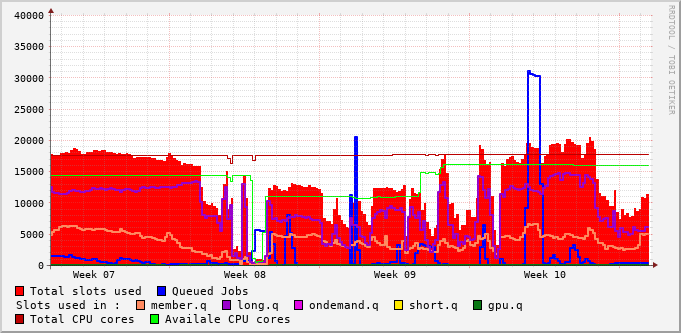 40000
35000
30000
25000
20000
15000
10000
5000
0
Week 07 Week 08 Week 09 Week 10
RRDTOOL / TOBI OETIKER
Total slots used Queued Jobs
Slots used in : member.q long.q ondemand.q short.q gpu.q
Total CPU cores Availale CPU cores